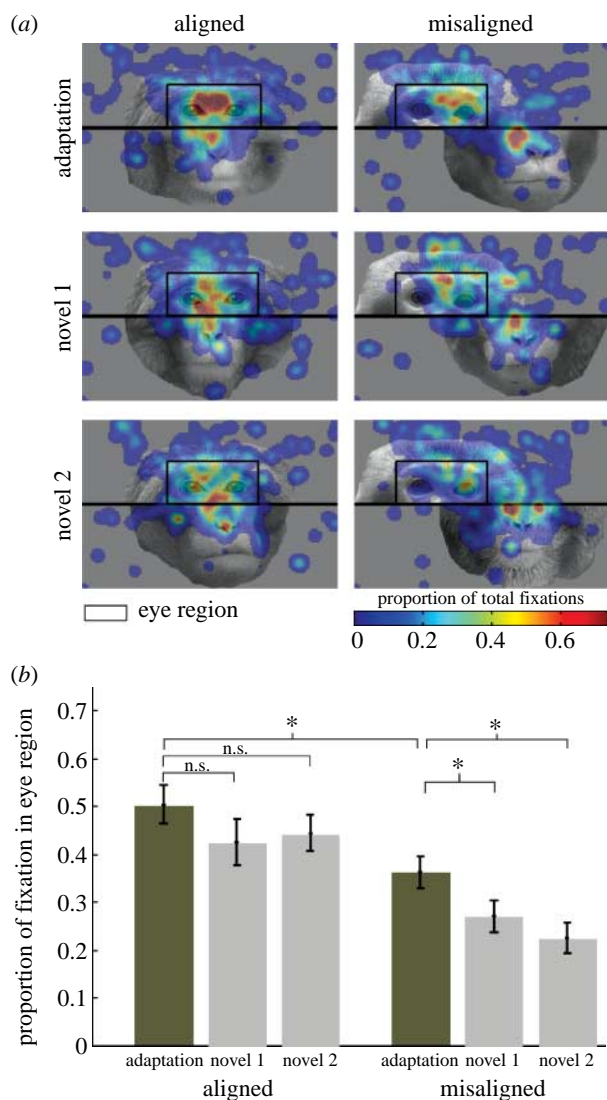 (a) aligned misaligned
adaptation
novel 1
novel 2
eye region
proportion of total fixations
0 0.2 0.4 0.6
(b)
0.7
0.6
0.5
0.4
0.3
0.2
0.1
0
proportion of fixation in eye region
*
*
n.s.
n.s.
*
adaptation novel 1 novel 2 adaptation novel 1 novel 2
aligned misaligned